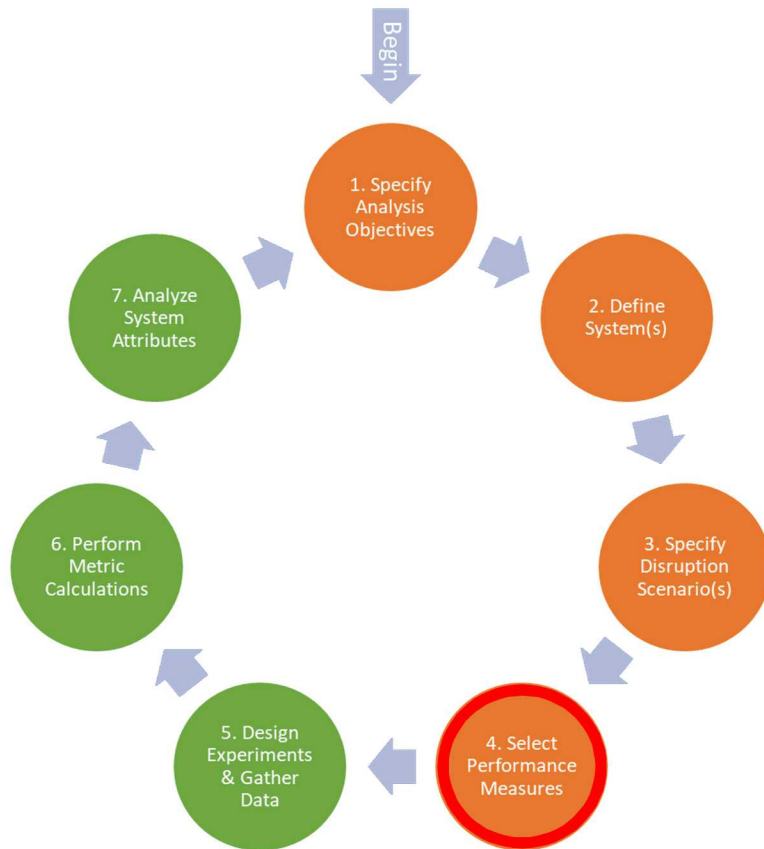 Begin
1. Specify
Analysis
Objectives
2. Define
System(s)
3. Specify
Disruption
Scenario(s)
4. Select
Performance
Measures
5. Design
Experiments
& Gather
Data
6. Perform
Metric
Calculations
7. Analyze
System
Attributes